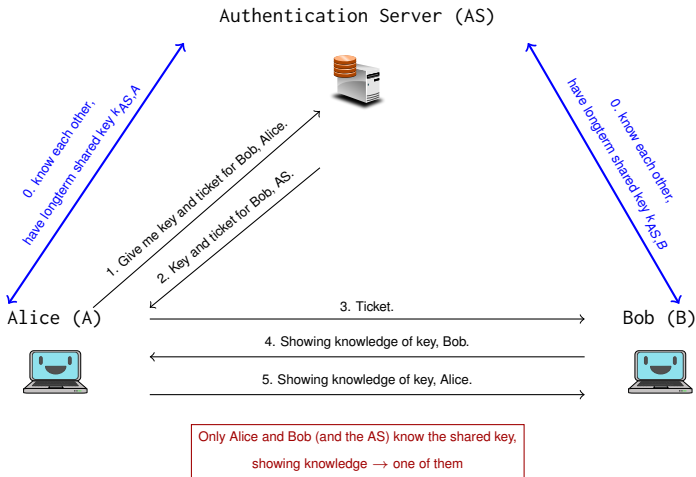 Authentication Server (AS)
0. know each other,
have longterm shared key kAS,A
0. know each other,
have longterm shared key kAS,B
1. Give me key and ticket for Bob, Alice.
2. Key and ticket for Bob, AS.
Alice (A)
Bob (B)
3. Ticket.
4. Showing knowledge of key, Bob.
5. Showing knowledge of key, Alice.
Only Alice and Bob (and the AS) know the shared key,
showing knowledge → one of them